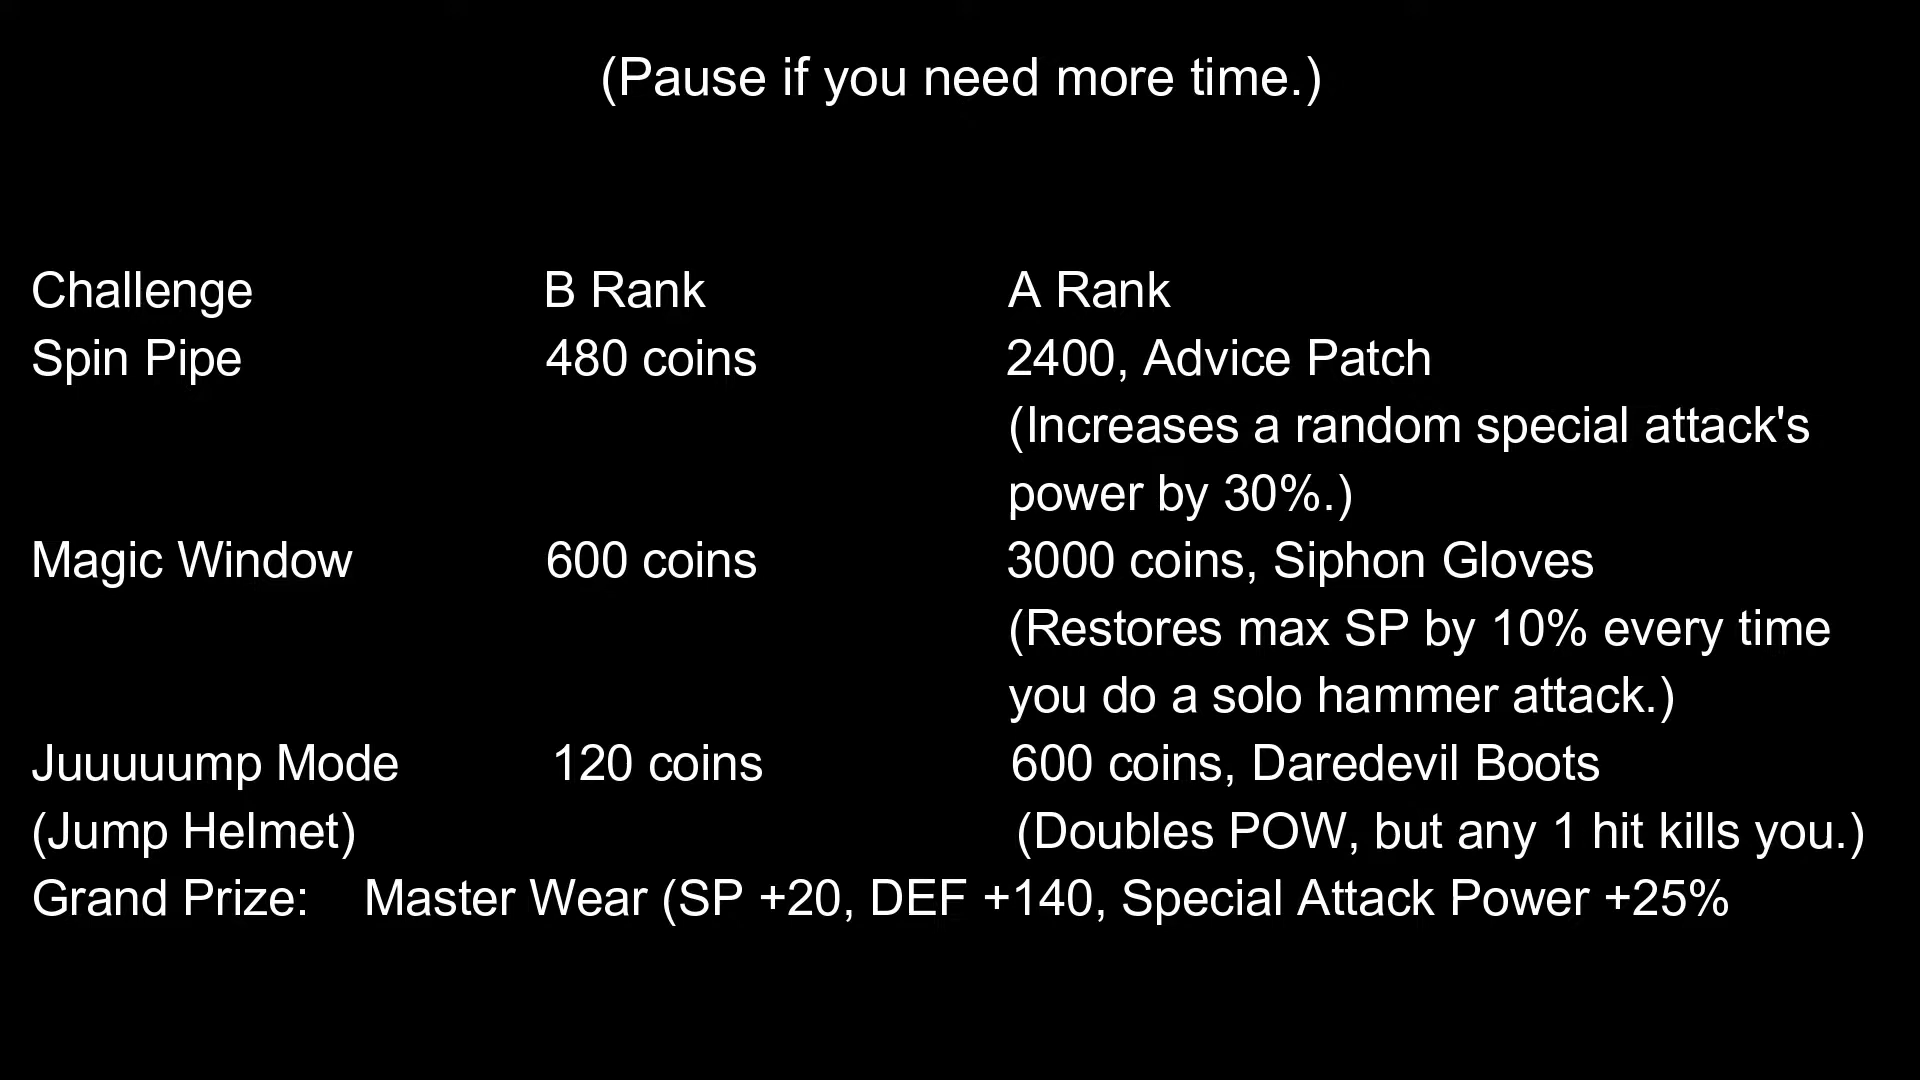 (Pause if you need more time.)
Challenge B Rank A Rank
Spin Pipe 480 coins 2400, Advice Patch
(Increases a random special attack's
power by 30%.)
Magic Window 600 coins 3000 coins, Siphon Gloves
(Restores max SP by 10% every time
you do a solo hammer attack.)
Juuuuump Mode 120 coins 600 coins, Daredevil Boots
(Jump Helmet) (Doubles POW, but any 1 hit kills you.)
Grand Prize: Master Wear (SP +20, DEF +140, Special Attack Power +25%